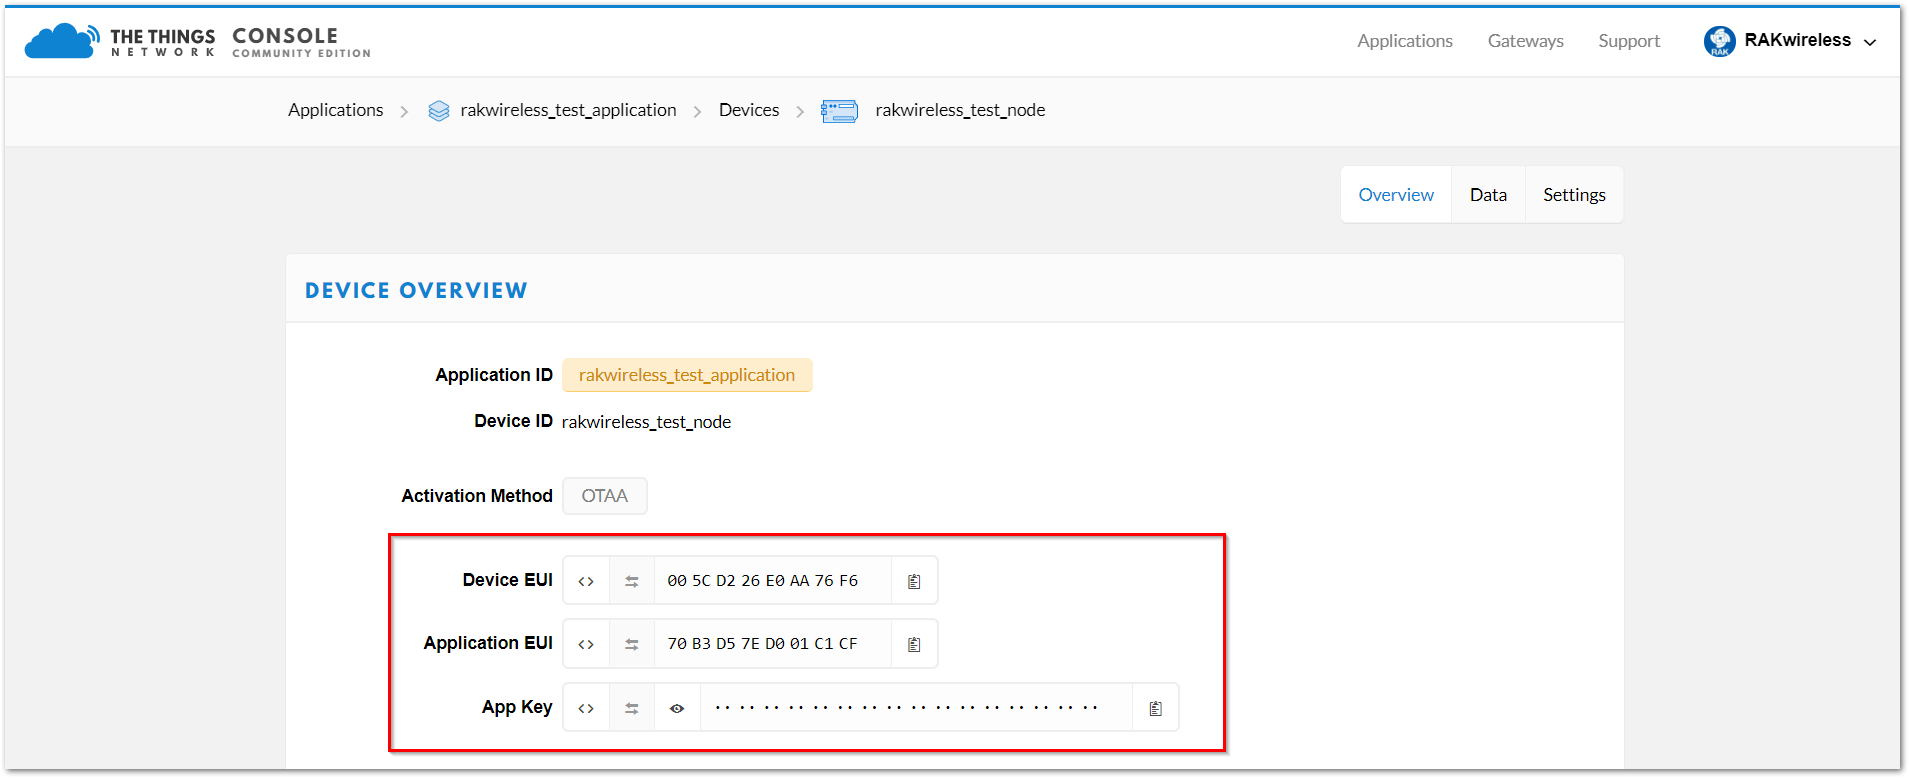 THE THINGS NETWORK CONSOLE COMMUNITY EDITION
Applications Gateways Support RAK RAKwireless
Applications rakwireless_test_application Devices rakwireless_test_node
Overview Data Settings
DEVICE OVERVIEW
Application ID rakwireless_test_application
Device ID rakwireless_test_node
Activation Method OTAA
Device EUI <> 00 5C D2 26 E0 AA 76 F6
Application EUI <> 70 B3 D5 7E D0 01 C1 CF
App Key <> ·· ·· ·· ·· ·· ·· ·· ·· ·· ·· ·· ·· ·· ·· ·· ··